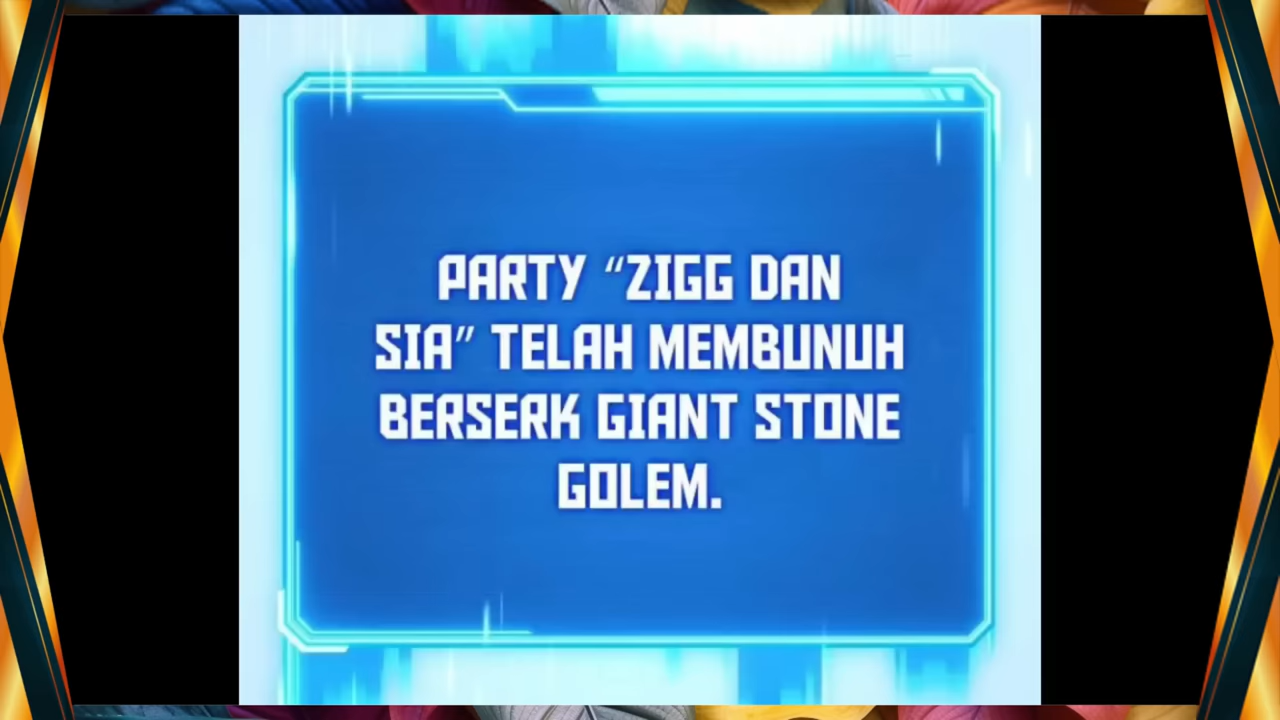 PARTY “ZIGG DAN
SIA” TELAH MEMBUNUH
BERSERK GIANT STONE
GOLEM.